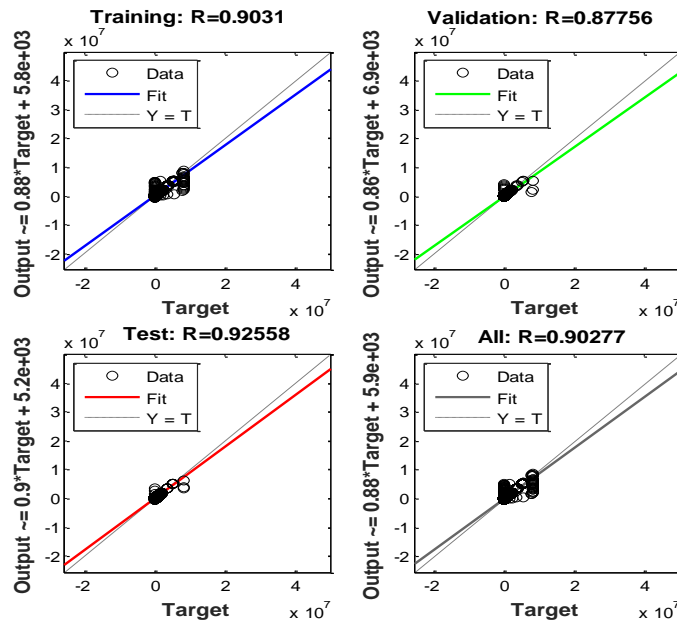 Training: R=0.9031
x 10^7
Data
Fit
Y = T
4
3
2
1
0
-1
-2
-2
0
2
4
Target
x 10^7
Output ~= 0.88*Target + 5.8e+03
Validation: R=0.87756
x 10^7
Data
Fit
Y = T
4
3
2
1
0
-1
-2
-2
0
2
4
Target
x 10^7
Output ~= 0.86*Target + 6.9e+03
Test: R=0.92558
x 10^7
Data
Fit
Y = T
4
3
2
1
0
-1
-2
-2
0
2
4
Target
x 10^7
Output ~= 0.9*Target + 5.2e+03
All: R=0.90277
x 10^7
Data
Fit
Y = T
4
3
2
1
0
-1
-2
-2
0
2
4
Target
x 10^7
Output ~= 0.88*Target + 5.9e+03